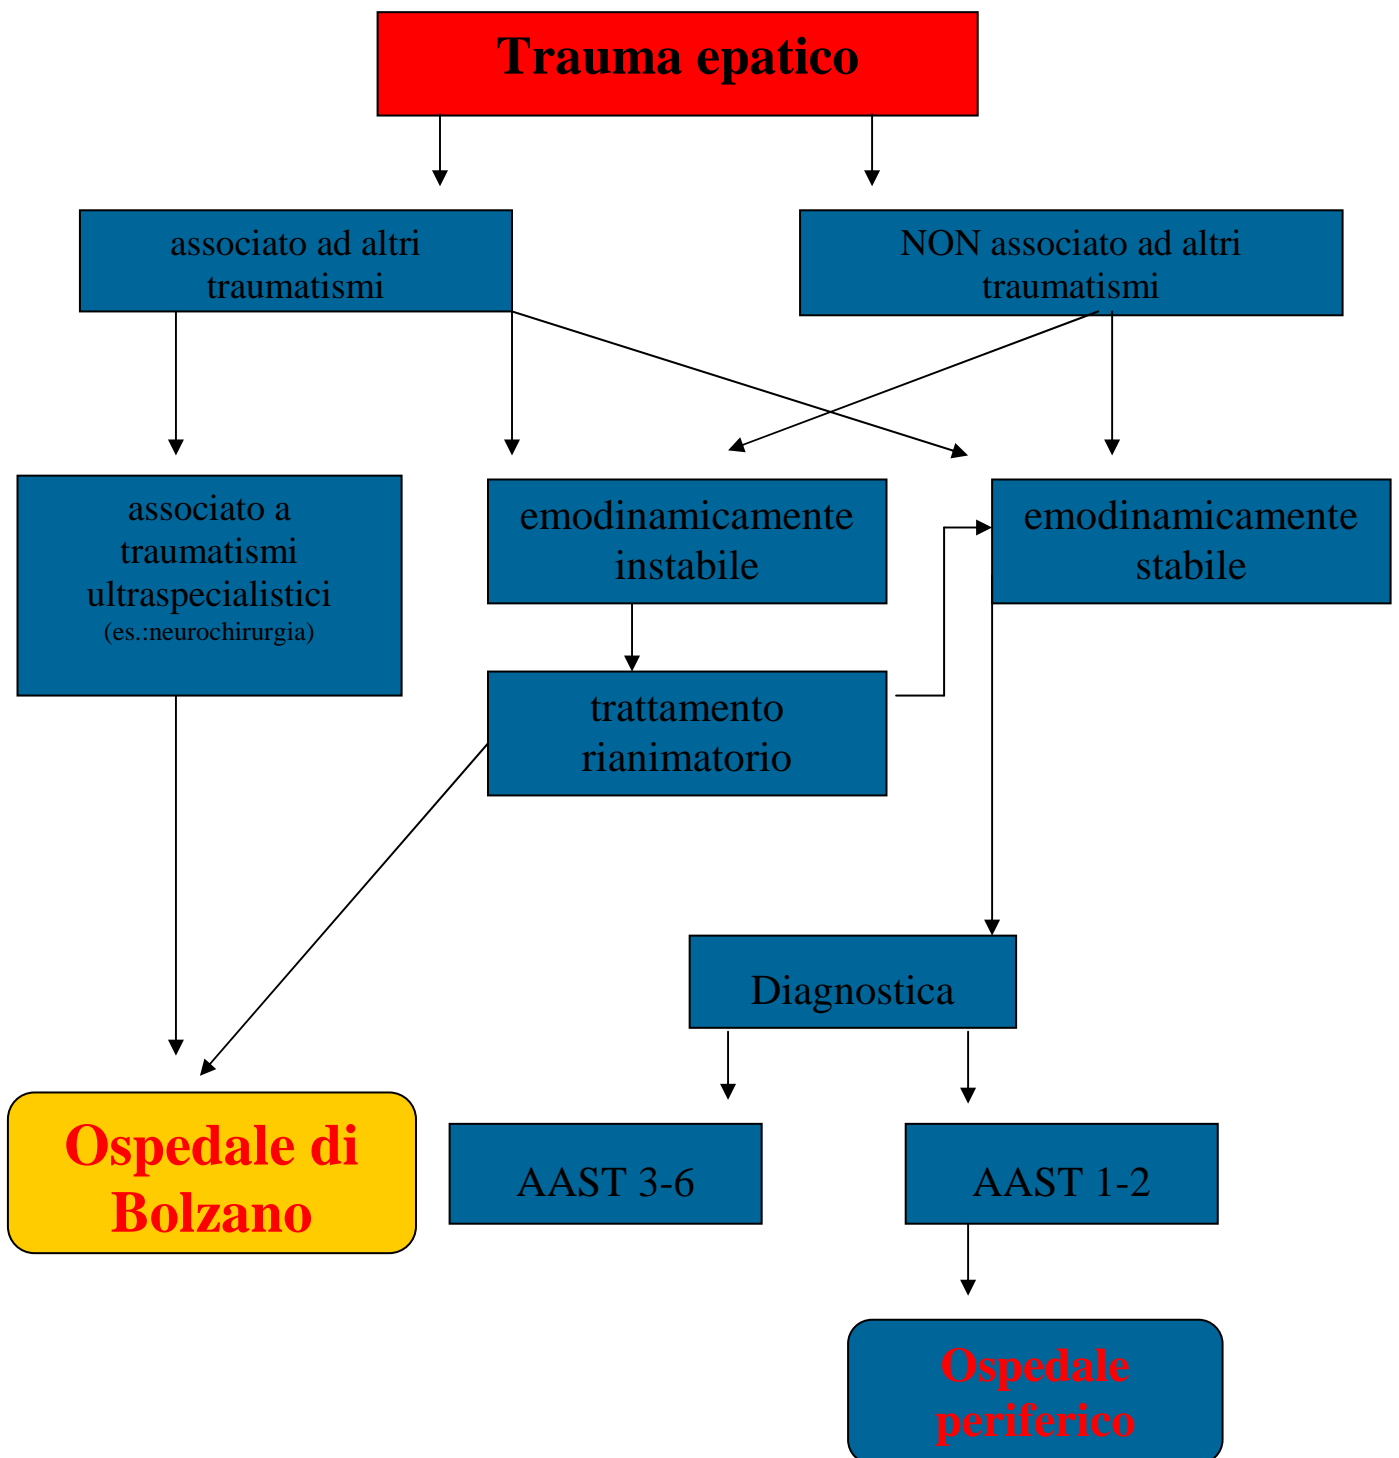 Trauma epatico
associato ad altri
traumatismi
NON associato ad altri
traumatismi
associato a
traumatismi
ultraspecialistici
(es.:neurochirurgia)
emodinamicamente
instabile
emodinamicamente
stabile
trattamento
rianimatorio
Diagnostica
Ospedale di
Bolzano
AAST 3-6
AAST 1-2
Ospedale
periferico